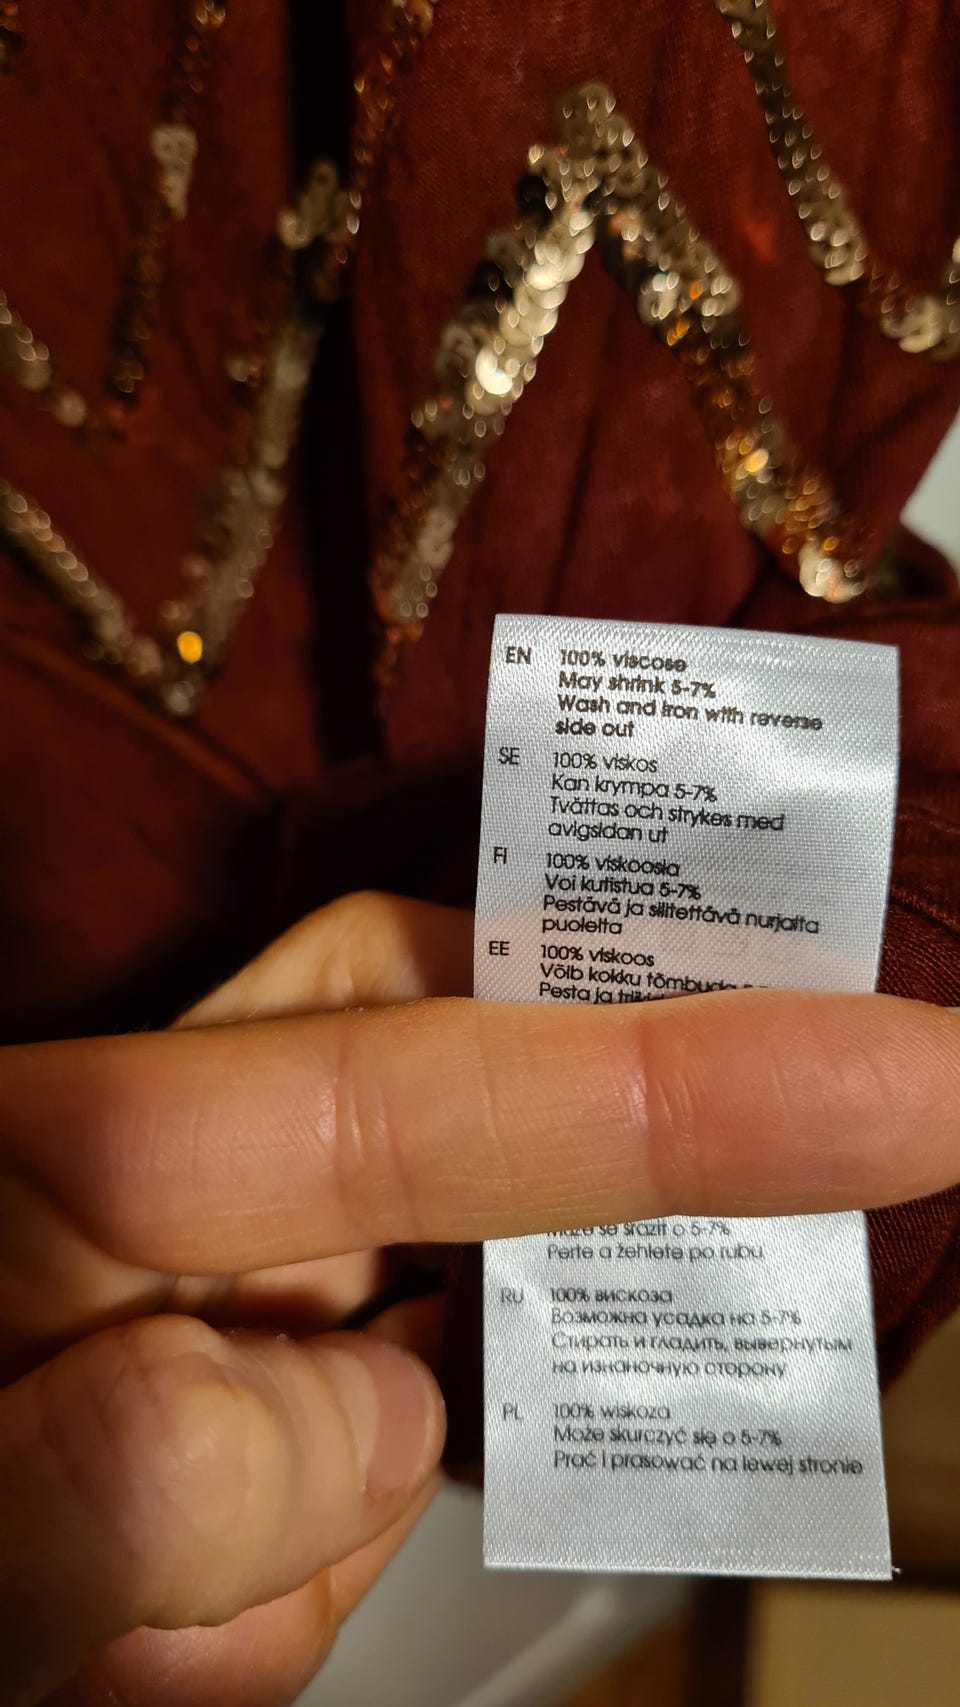 EN 100% viscose
May shrink 5-7%
Wash and iron with reverse
side out
SE 100% viskos
Kan krympa 5-7%
Tvättas och strykes med
avigsidan ut
FI 100% viskoosia
Voi kutistua 5-7%
Pestävä ja silitettävä nurjalta
puolelta
EE 100% viskoos
Võib kokku tõmbuda
Pesta ja
se srazit o 5-7%
Perte a žehlete po rubu
RU 100% вискоза
Возможна усадка на 5-7%
Стирать и гладить, вывернутым
на изнаночную сторону
PL 100% wiskoza
Może skurczyć się o 5-7%
Prać i prasować na lewej stronie